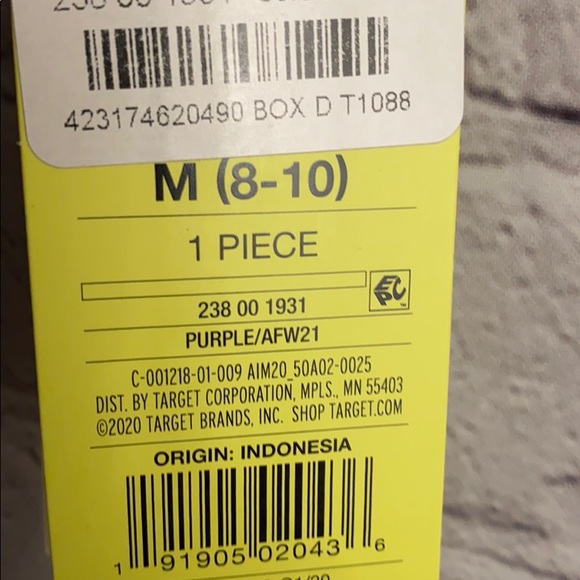 423174620490 BOX D T1088
M (8-10)
1 PIECE
EPC
238 00 1931
PURPLE/AFW21
C-001218-01-009 AIM20_50A02-0025
DIST. BY TARGET CORPORATION, MPLS., MN 55403
©2020 TARGET BRANDS, INC. SHOP TARGET.COM
ORIGIN: INDONESIA
1 91905 02043 6